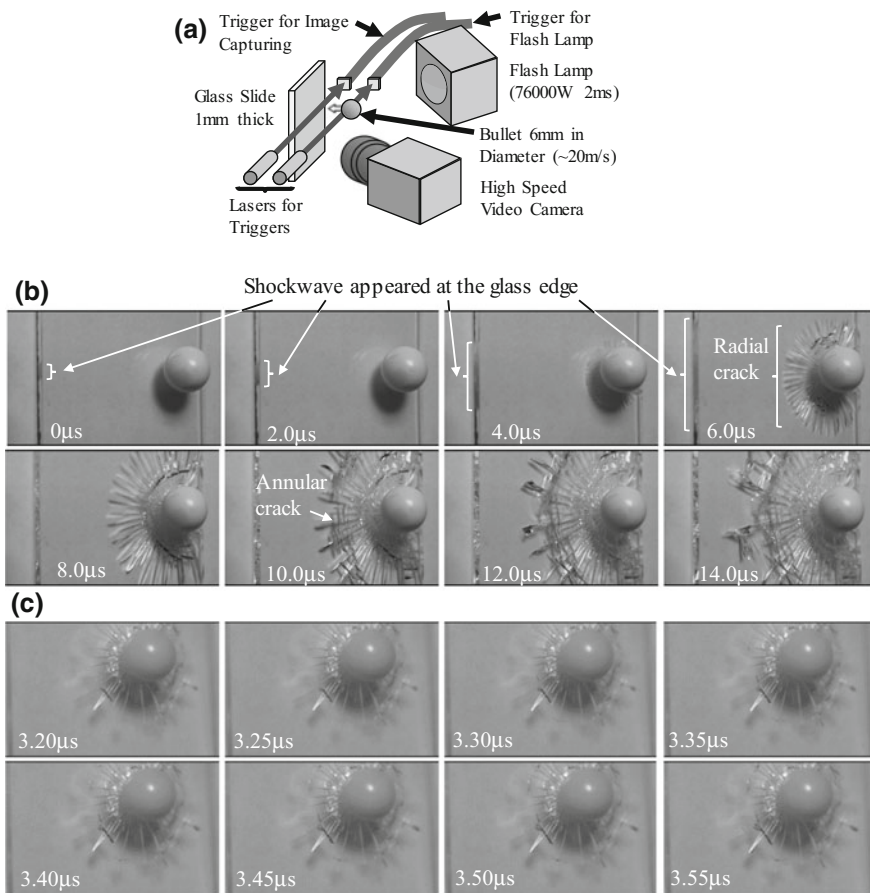 (a)
Trigger for Image
Capturing
Trigger for
Flash Lamp
Flash Lamp
(76000W 2ms)
Glass Slide
1mm thick
Bullet 6mm in
Diameter (~20m/s)
High Speed
Video Camera
Lasers for
Triggers
(b)
Shockwave appeared at the glass edge
0µs
2.0µs
4.0µs
Radial
crack
6.0µs
8.0µs
Annular
crack
10.0µs
12.0µs
14.0µs
(c)
3.20µs
3.25µs
3.30µs
3.35µs
3.40µs
3.45µs
3.50µs
3.55µs